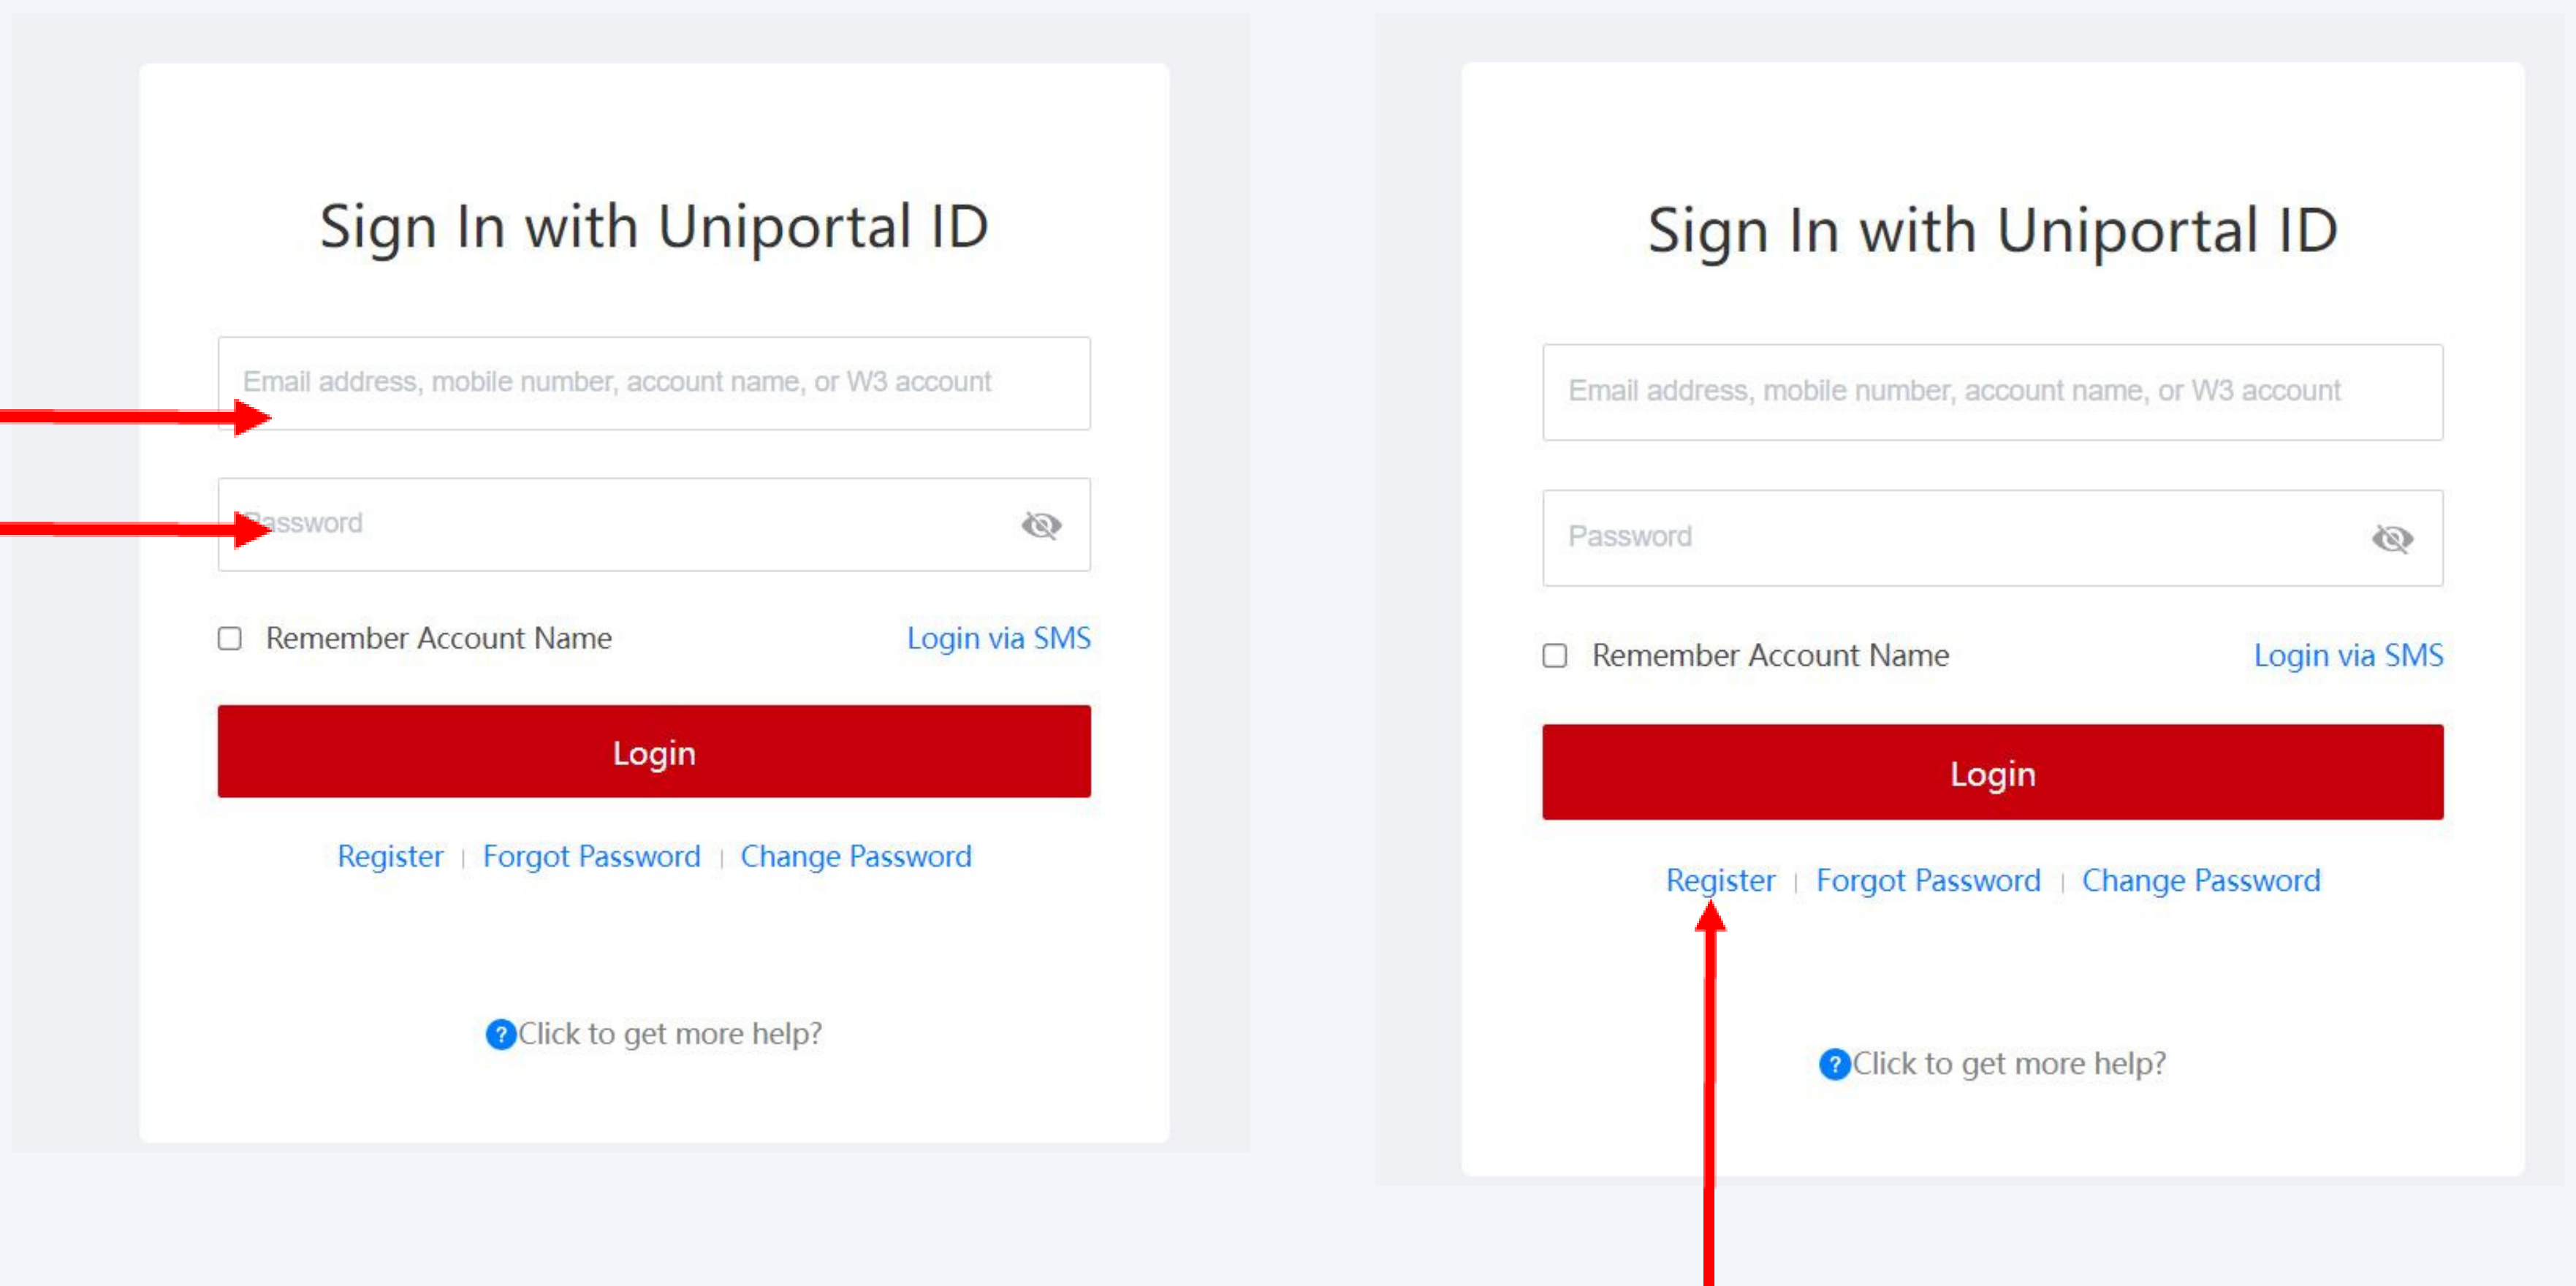 Sign In with Uniportal ID
Email address, mobile number, account name, or W3 account
Password
Remember Account Name
Login via SMS
Login
Register | Forgot Password | Change Password
?Click to get more help?
Sign In with Uniportal ID
Email address, mobile number, account name, or W3 account
Password
Remember Account Name
Login via SMS
Login
Register | Forgot Password | Change Password
?Click to get more help?